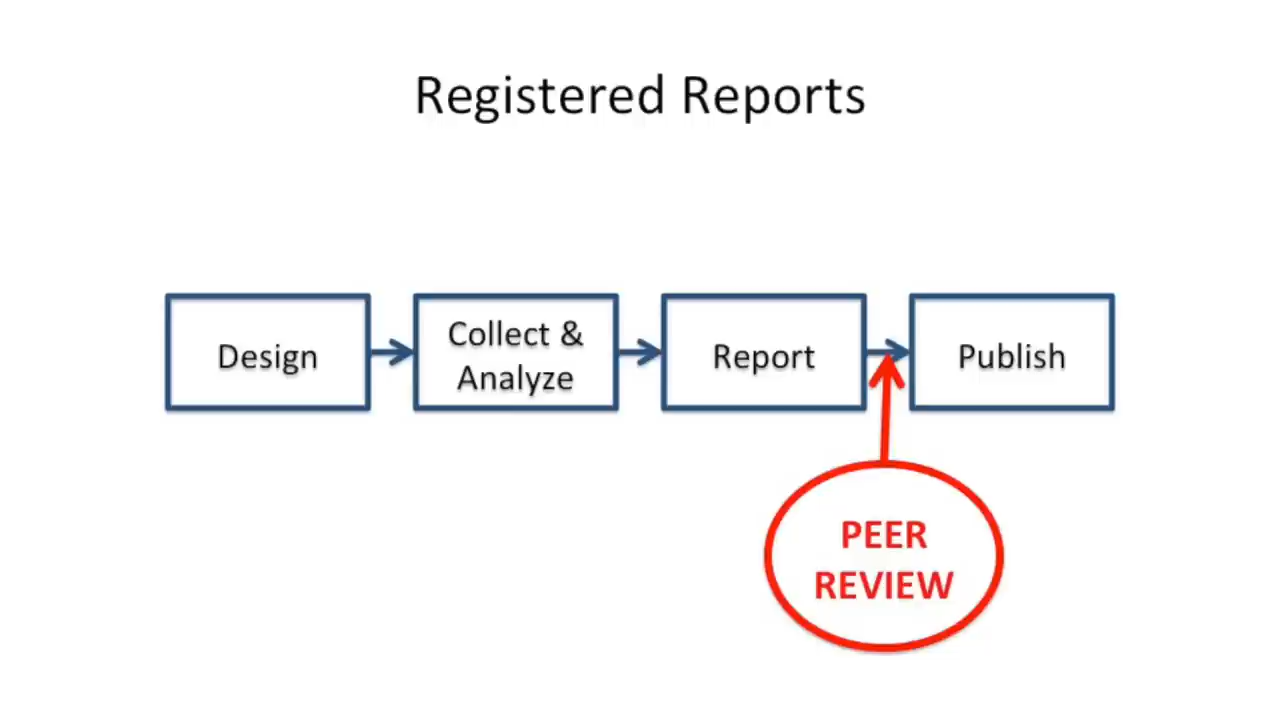 Registered Reports
Design
Collect &
Analyze
Report
Publish
PEER
REVIEW